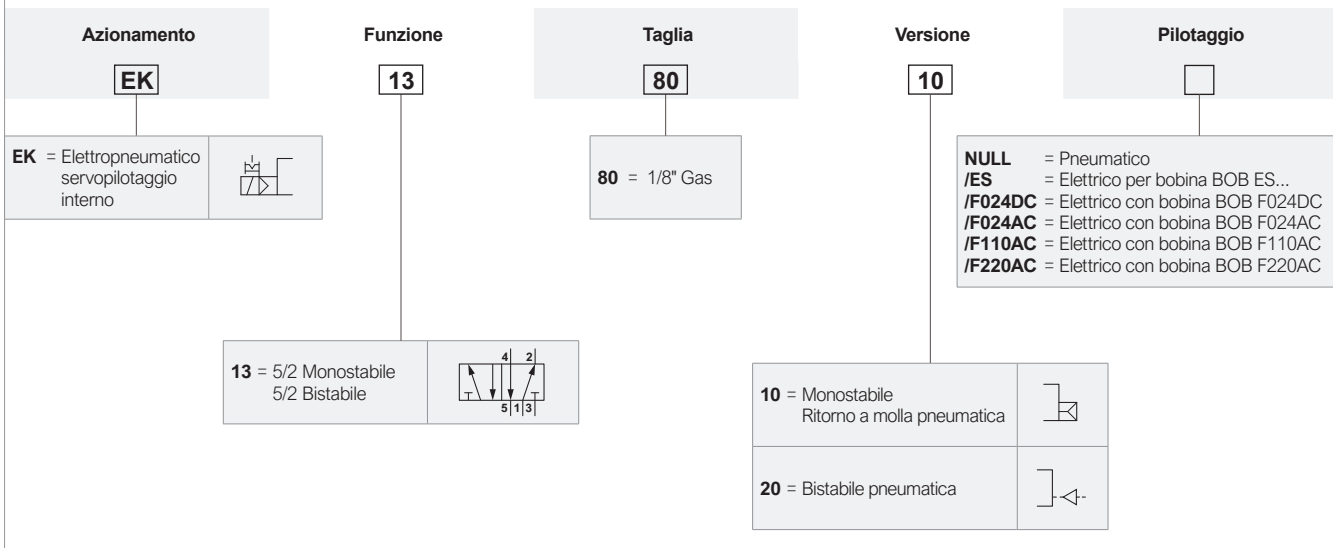 Azionamento
Funzione
Taglia
Versione
Pilotaggio
EK
13
80
10
EK = Elettropneumatico
servopilotaggio
interno
80 = 1/8" Gas
NULL = Pneumatico
/ES = Elettrico per bobina BOB ES...
/F024DC = Elettrico con bobina BOB F024DC
/F024AC = Elettrico con bobina BOB F024AC
/F110AC = Elettrico con bobina BOB F110AC
/F220AC = Elettrico con bobina BOB F220AC
13 = 5/2 Monostabile
5/2 Bistabile
4 2
5 1 3
10 = Monostabile
Ritorno a molla pneumatica
20 = Bistabile pneumatica